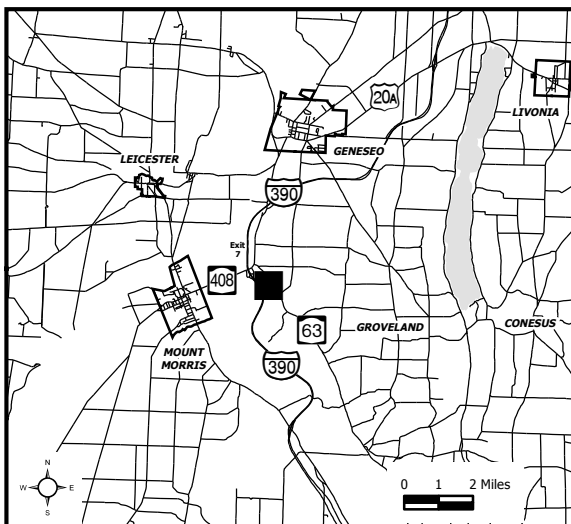 20A
LIVONIA
GENESEO
LEICESTER
390
Exit
7
408
63
GROVELAND
CONESUS
MOUNT
MORRIS
390
N
W E
S
0 1 2 Miles